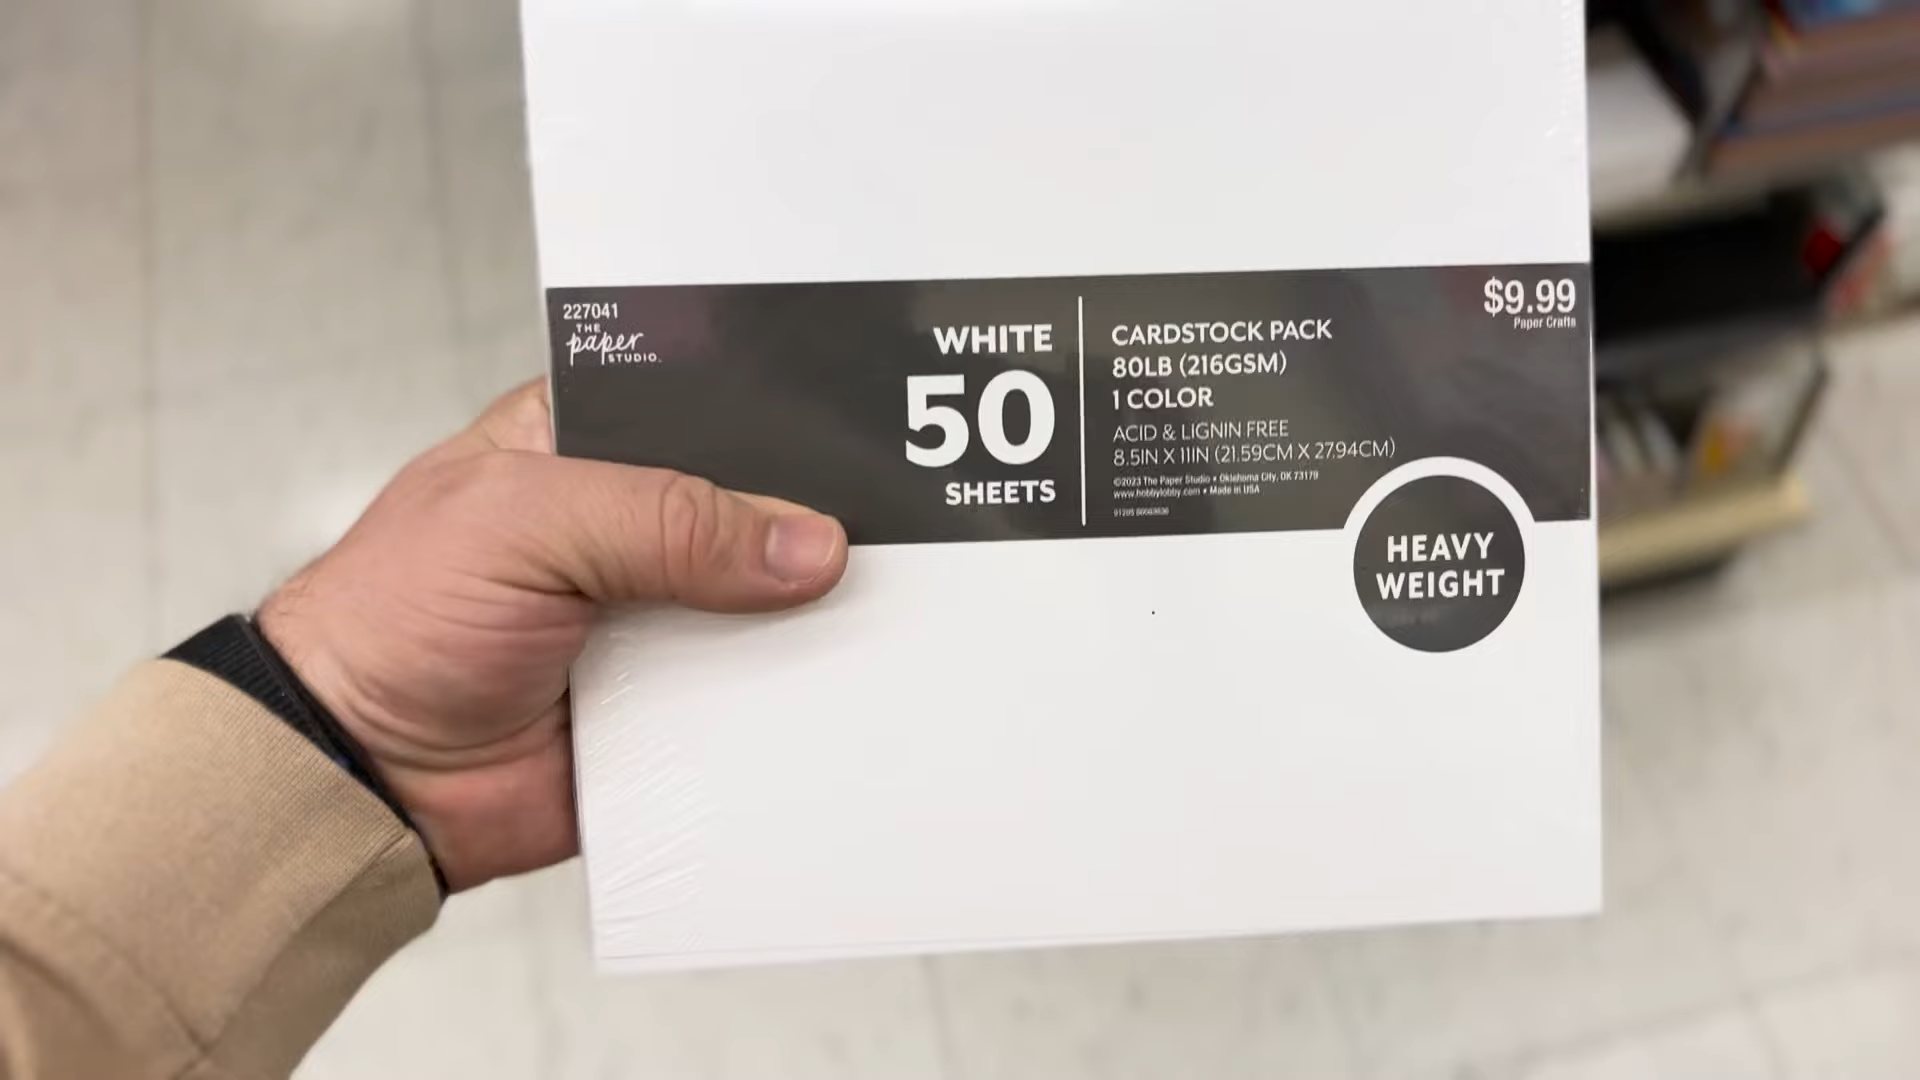 227041
THE
paper
STUDIO
WHITE
50
SHEETS
CARDSTOCK PACK
80LB (216GSM)
1 COLOR
ACID & LIGNIN FREE
8.5IN X 11IN (21.59CM X 27.94CM)
©2023 The Paper Studio • Oklahoma City, OK 73179
www.hobbylobby.com • Made in USA
$9.99
Paper Crafts
HEAVY
WEIGHT